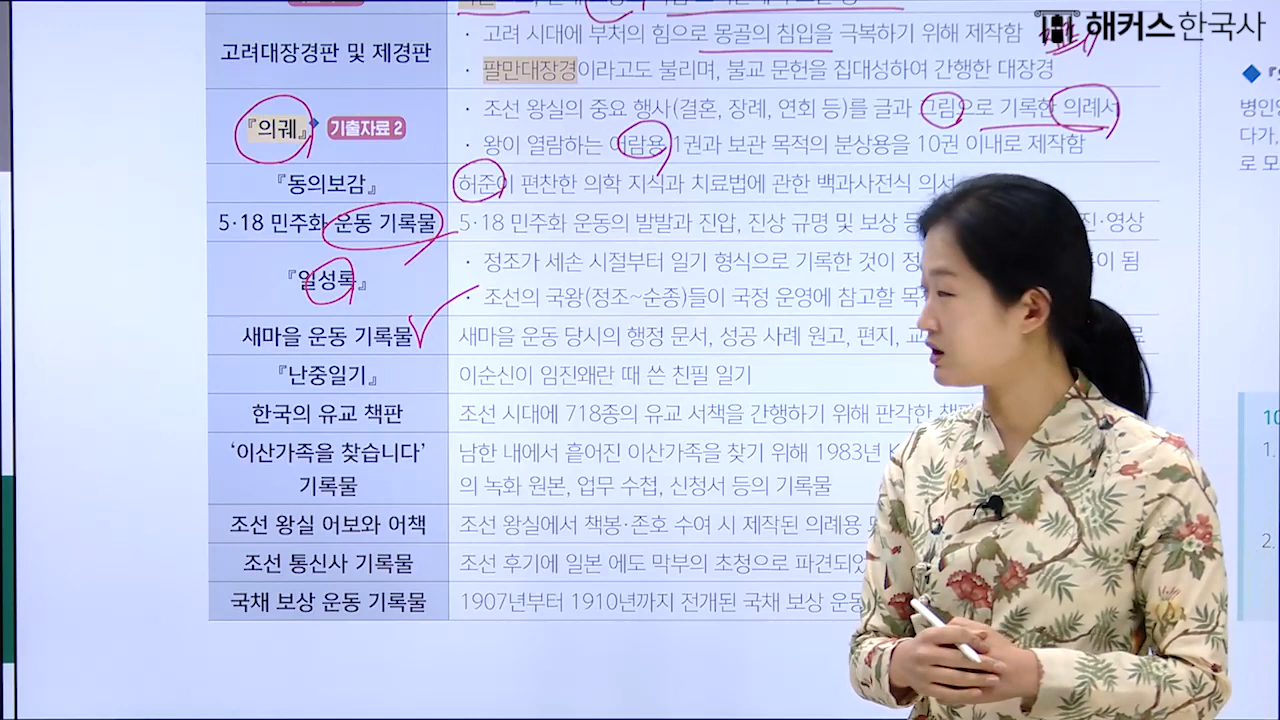 해커스한국사
고려대장경판 및 제경판
· 고려 시대에 부처의 힘으로 몽골의 침입을 극복하기 위해 제작함
· 팔만대장경이라고도 불리며, 불교 문헌을 집대성하여 간행한 대장경
『의궤』 기출자료 2
· 조선 왕실의 중요 행사(결혼, 장례, 연회 등)를 글과 그림으로 기록한 의례서
· 왕이 열람하는 어람용 1권과 보관 목적의 분상용을 10권 이내로 제작함
『동의보감』
허준이 편찬한 의학 지식과 치료법에 관한 백과사전식 의서
5·18 민주화 운동 기록물
5·18 민주화 운동의 발발과 진압, 진상 규명 및 보상 등 진·영상
『일성록』
· 정조가 세손 시절부터 일기 형식으로 기록한 것이 이 됨
· 조선의 국왕(정조~순종)들이 국정 운영에 참고할
새마을 운동 기록물
새마을 운동 당시의 행정 문서, 성공 사례 원고, 편지,
『난중일기』
이순신이 임진왜란 때 쓴 친필 일기
한국의 유교 책판
조선 시대에 718종의 유교 서책을 간행하기 위해 판각한
'이산가족을 찾습니다'
기록물
남한 내에서 흩어진 이산가족을 찾기 위해 1983년
의 녹화 원본, 업무 수첩, 신청서 등의 기록물
조선 왕실 어보와 어책
조선 왕실에서 책봉·존호 수여 시 제작된 의례용
조선 통신사 기록물
조선 후기에 일본 에도 막부의 초청으로 파견되었
국채 보상 운동 기록물
1907년부터 1910년까지 전개된 국채 보상 운동
병인
다가,
로 모
10
1.
2.